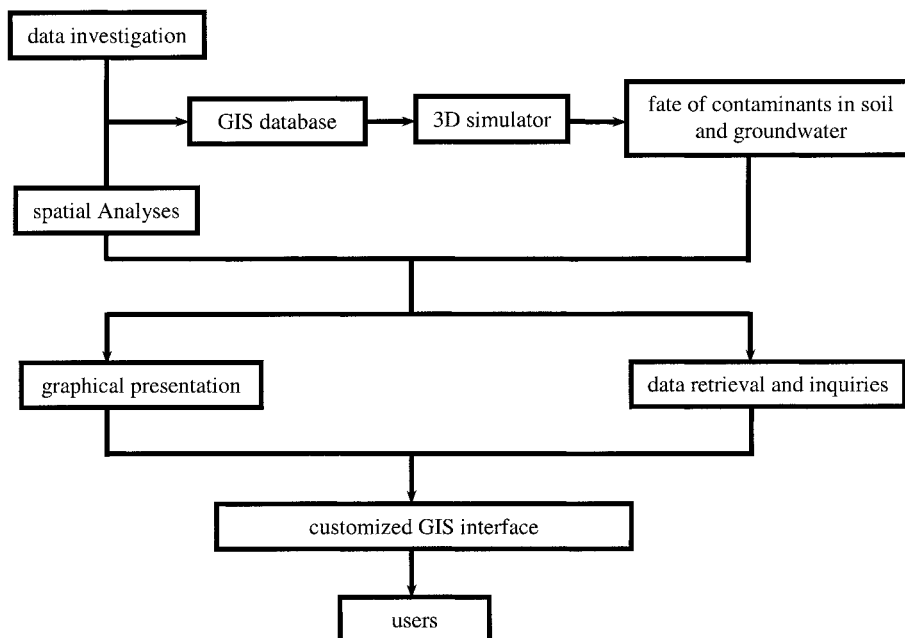 data investigation
GIS database
3D simulator
fate of contaminants in soil
and groundwater
spatial Analyses
graphical presentation
data retrieval and inquiries
customized GIS interface
users